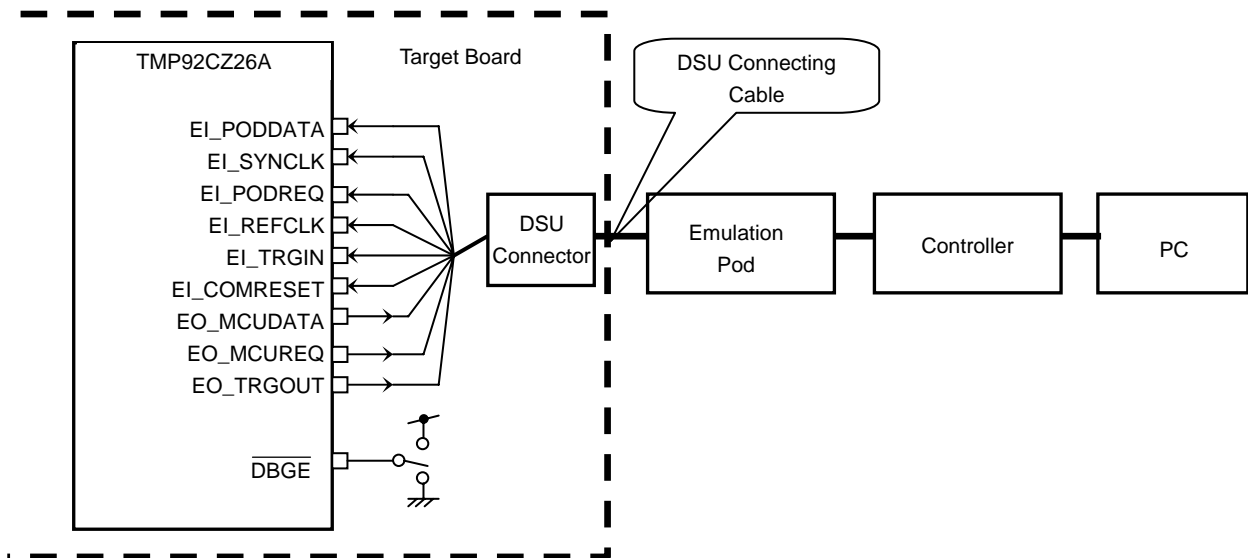 TMP92CZ26A
Target Board
DSU Connecting
Cable
EI_PODDATA
EI_SYNCLK
EI_PODREQ
EI_REFCLK
EI_TRGIN
EI_COMRESET
EO_MCUDATA
EO_MCUREQ
EO_TRGOUT
DBGE
DSU
Connector
Emulation
Pod
Controller
PC